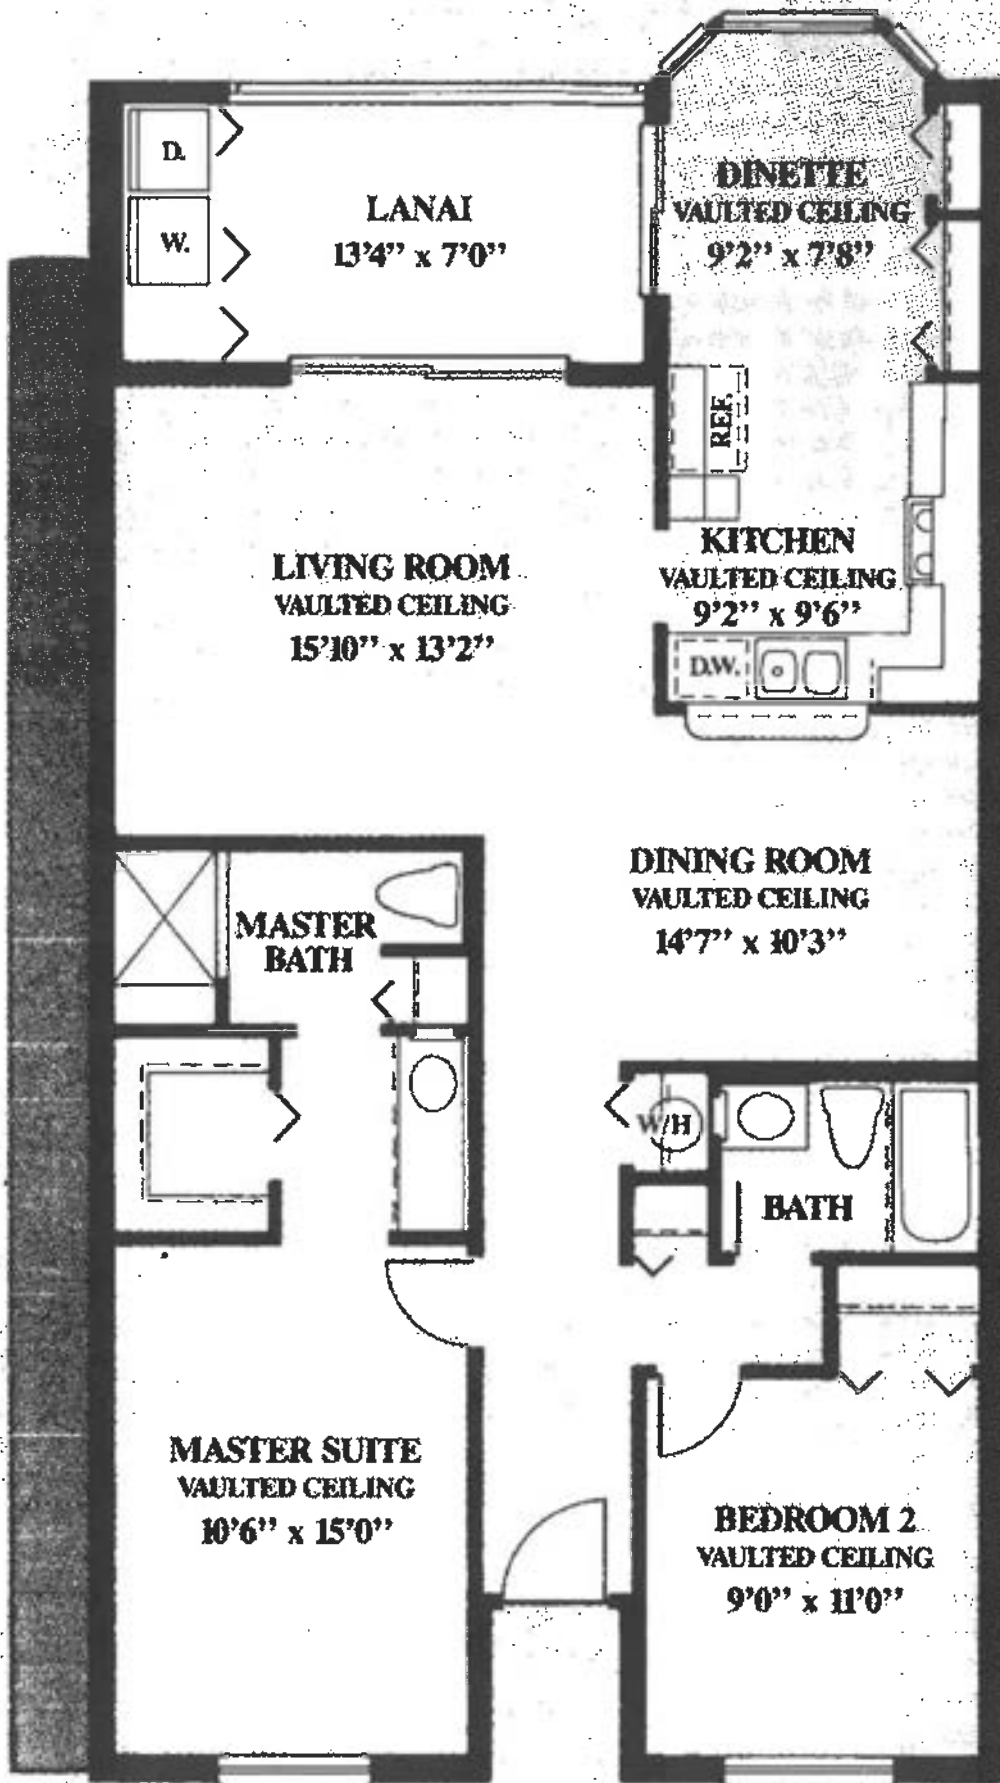 D.
W.
LANAI
13'4" x 7'0"
DINETTE
VAULTED CEILING
9'2" x 7'8"
REF.
KITCHEN
VAULTED CEILING
9'2" x 9'6"
D.W.
LIVING ROOM
VAULTED CEILING
15'10" x 13'2"
DINING ROOM
VAULTED CEILING
14'7" x 10'3"
MASTER
BATH
W/H
BATH
MASTER SUITE
VAULTED CEILING
10'6" x 15'0"
BEDROOM 2
VAULTED CEILING
9'0" x 11'0"